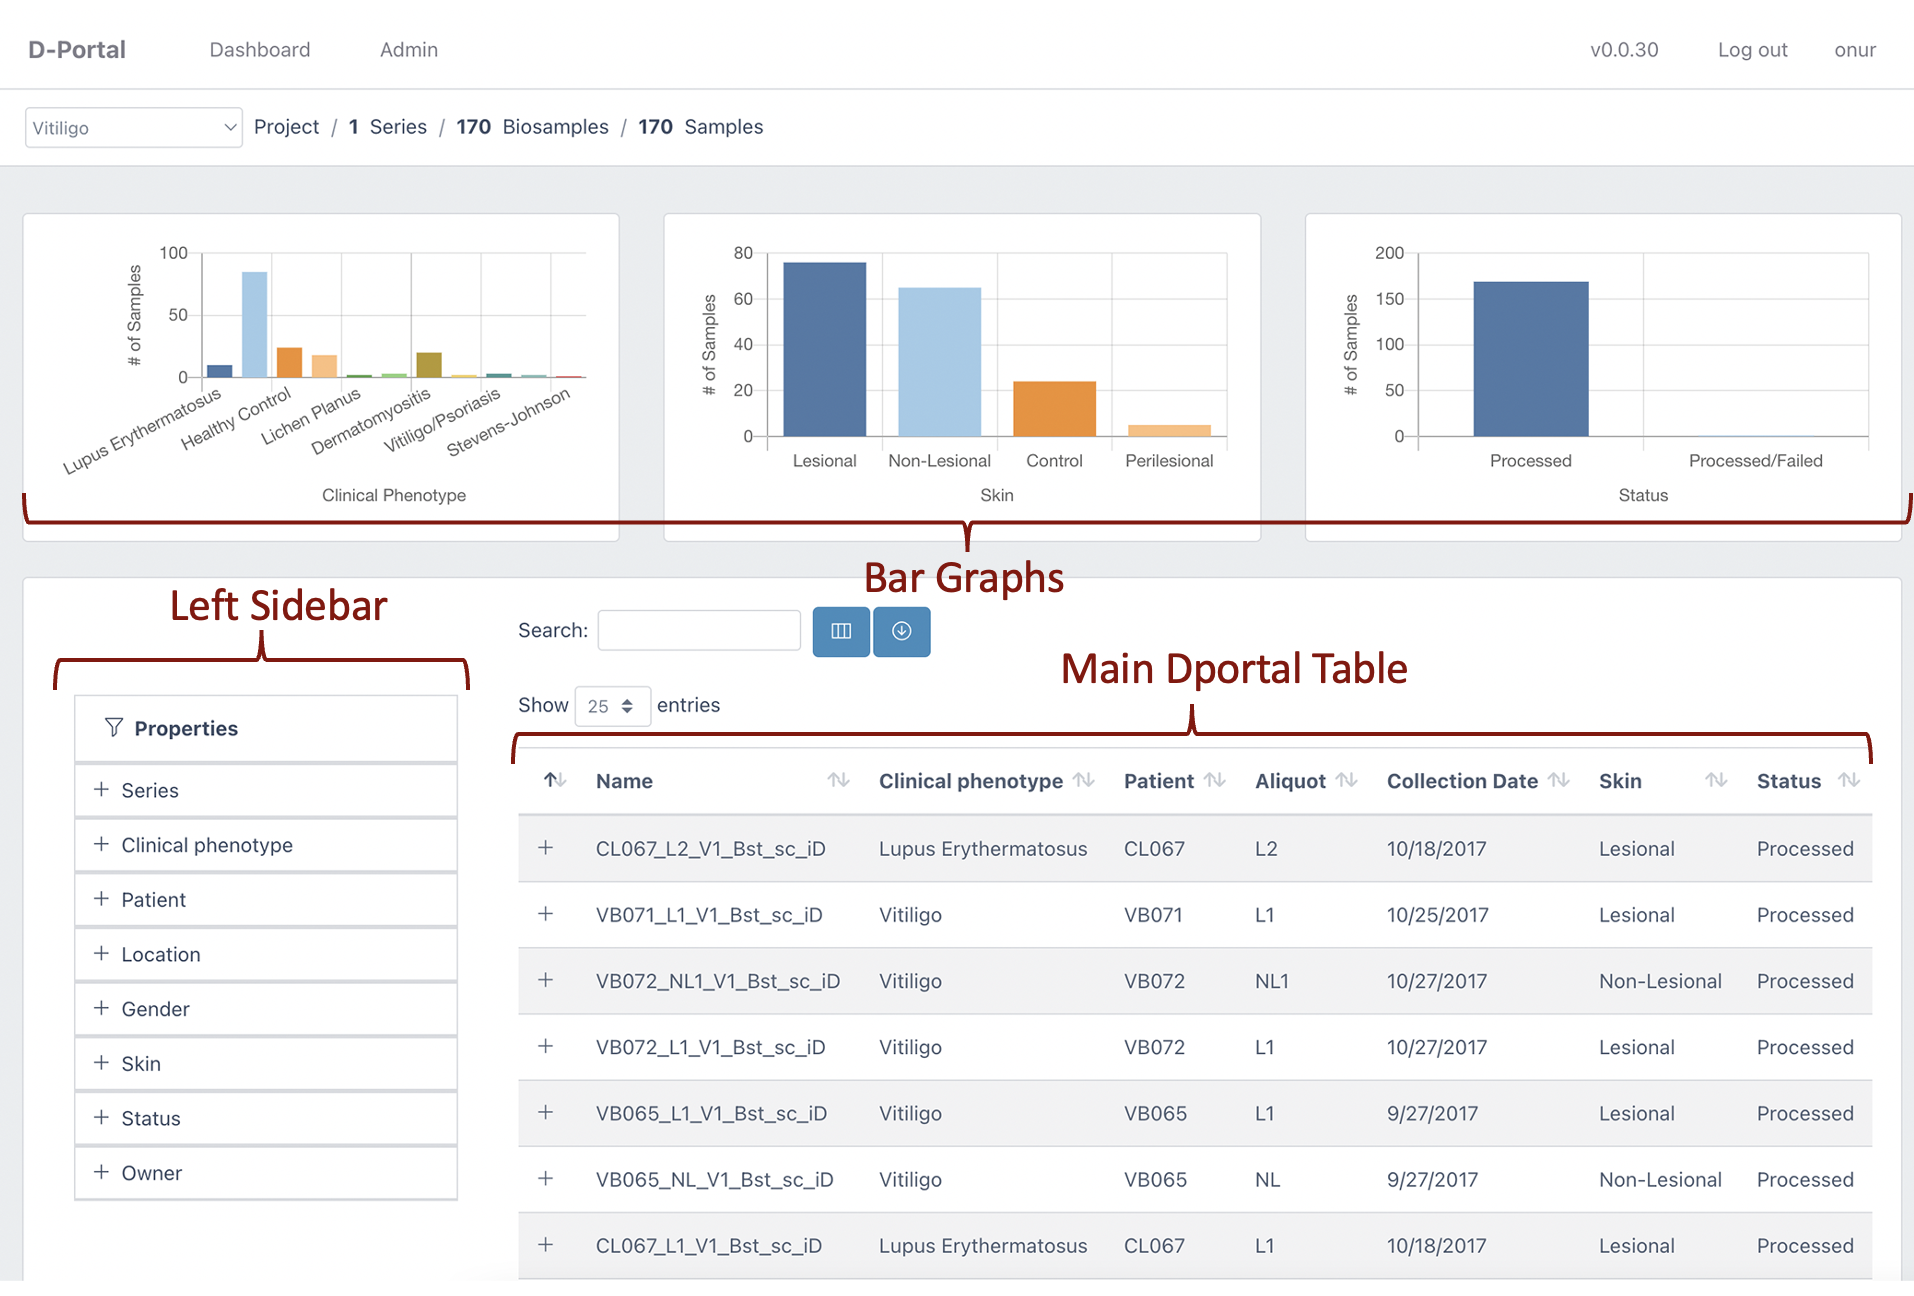 D-Portal Dashboard Admin v0.0.30 Log out onur
Vitiligo Project / 1 Series / 170 Biosamples / 170 Samples
# of Samples
100
50
0
Lupus Erythermatosus
Healthy Control
Lichen Planus
Dermatomyositis
Vitiligo/Psoriasis
Stevens-Johnson
Clinical Phenotype
# of Samples
80
60
40
20
0
Lesional Non-Lesional Control Perilesional
Skin
# of Samples
200
150
100
50
0
Processed Processed/Failed
Status
Bar Graphs
Left Sidebar
Properties
Series
Clinical phenotype
Patient
Location
Gender
Skin
Status
Owner
Search:
Main Dportal Table
Show 25 entries
Name Clinical phenotype Patient Aliquot Collection Date Skin Status
CL067_L2_V1_Bst_sc_iD Lupus Erythermatosus CL067 L2 10/18/2017 Lesional Processed
VB071_L1_V1_Bst_sc_iD Vitiligo VB071 L1 10/25/2017 Lesional Processed
VB072_NL1_V1_Bst_sc_iD Vitiligo VB072 NL1 10/27/2017 Non-Lesional Processed
VB072_L1_V1_Bst_sc_iD Vitiligo VB072 L1 10/27/2017 Lesional Processed
VB065_L1_V1_Bst_sc_iD Vitiligo VB065 L1 9/27/2017 Lesional Processed
VB065_NL_V1_Bst_sc_iD Vitiligo VB065 NL 9/27/2017 Non-Lesional Processed
CL067_L1_V1_Bst_sc_iD Lupus Erythermatosus CL067 L1 10/18/2017 Lesional Processed